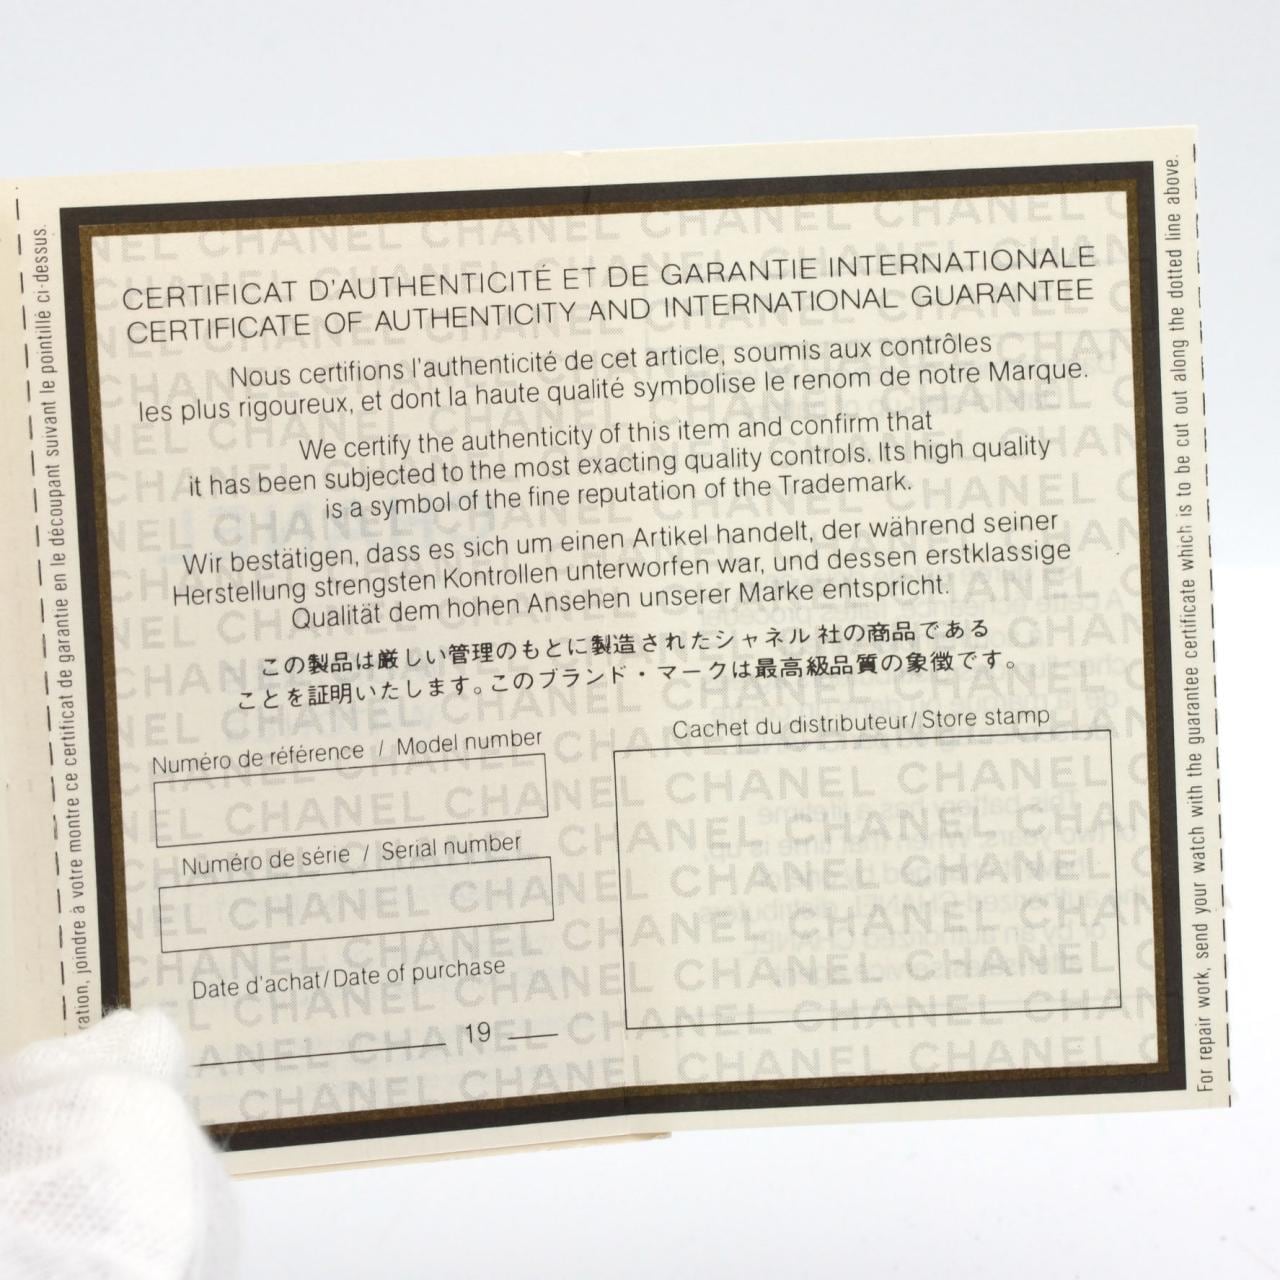 CERTIFICAT D'AUTHENTICITÉ ET DE GARANTIE INTERNATIONALE
CERTIFICATE OF AUTHENTICITY AND INTERNATIONAL GUARANTEE
Nous certifions l'authenticité de cet article, soumis aux contrôles
les plus rigoureux, et dont la haute qualité symbolise le renom de notre Marque.
We certify the authenticity of this item and confirm that
it has been subjected to the most exacting quality controls. Its high quality
is a symbol of the fine reputation of the Trademark.
Wir bestätigen, dass es sich um einen Artikel handelt, der während seiner
Herstellung strengsten Kontrollen unterworfen war, und dessen erstklassige
Qualität dem hohen Ansehen unserer Marke entspricht.
この製品は厳しい管理のもとに製造されたシャネル社の商品である
ことを証明いたします。このブランド・マークは最高級品質の象徴です。
Numéro de référence / Model number
Numéro de série / Serial number
Date d'achat/Date of purchase
19
Cachet du distributeur/Store stamp
joindre à votre montre ce certificat de garantie en le découpant suivant le pointillé ci-dessus.
For repair work, send your watch with the guarantee certificate which is to be cut out along the dotted line above.
CHANEL